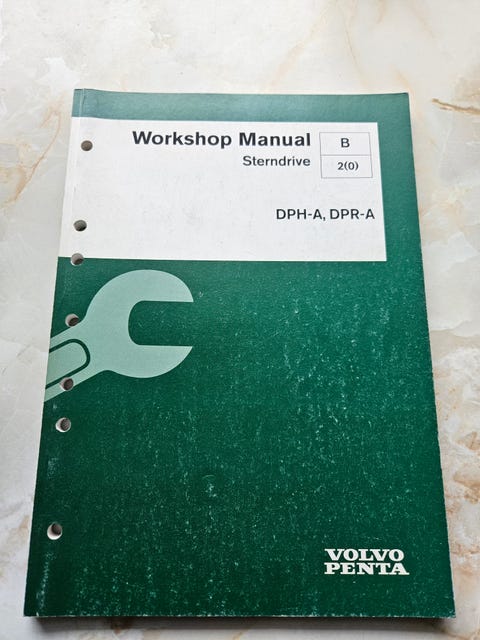 Workshop Manual
Sterndrive
B
2(0)
DPH-A, DPR-A
VOLVO
PENTA